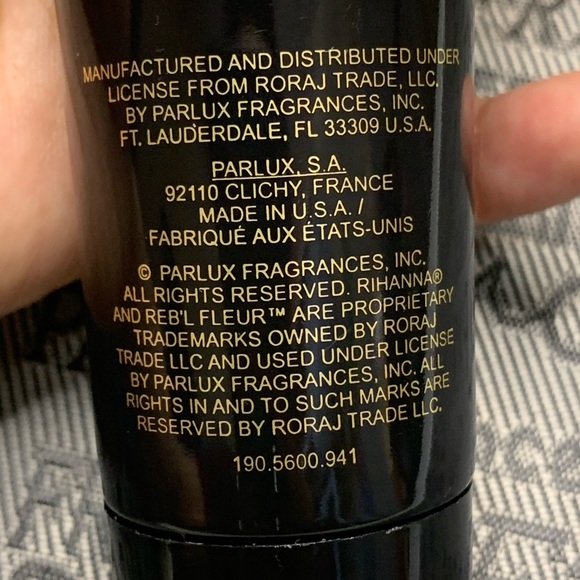 MANUFACTURED AND DISTRIBUTED UNDER
LICENSE FROM RORAJ TRADE, LLC.
BY PARLUX FRAGRANCES, INC.
FT. LAUDERDALE, FL 33309 U.S.A.
PARLUX, S.A.
92110 CLICHY, FRANCE
MADE IN U.S.A. /
FABRIQUÉ AUX ÉTATS-UNIS
© PARLUX FRAGRANCES, INC.
ALL RIGHTS RESERVED. RIHANNA®
AND REB'L FLEUR™ ARE PROPRIETARY
TRADEMARKS OWNED BY RORAJ
TRADE LLC AND USED UNDER LICENSE
BY PARLUX FRAGRANCES, INC. ALL
RIGHTS IN AND TO SUCH MARKS ARE
RESERVED BY RORAJ TRADE LLC.
190.5600.941